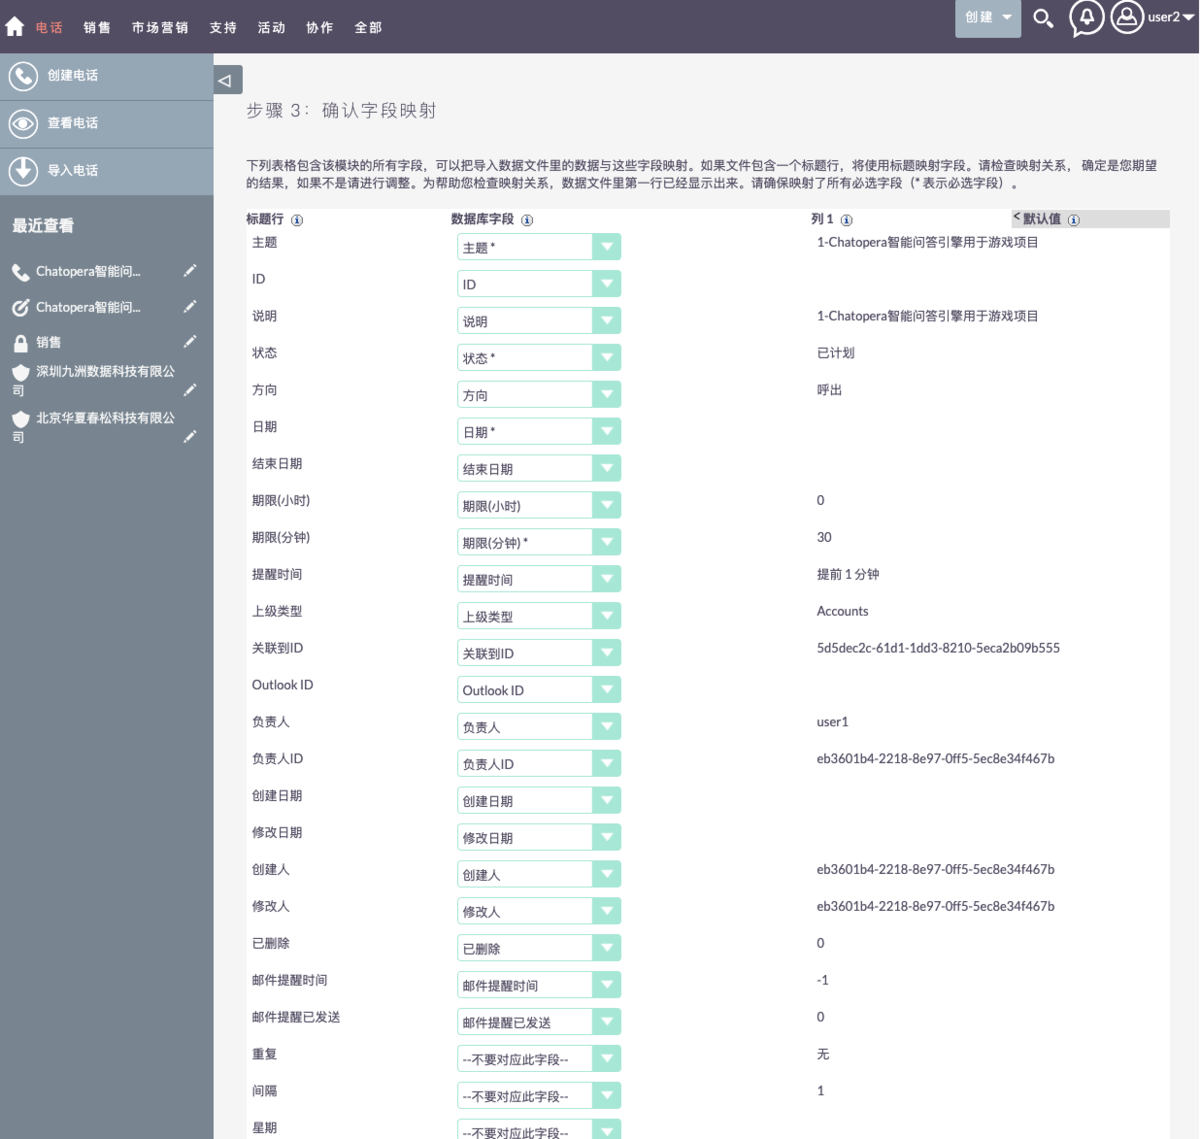 电话 销售 市场营销 支持 活动 协作 全部 创建 user2
创建电话
查看电话
导入电话
最近查看
Chatopera智能问...
Chatopera智能问...
销售
深圳九洲数据科技有限公
司
北京华夏春松科技有限公
司
步骤 3：确认字段映射
下列表格包含该模块的所有字段，可以把导入数据文件里的数据与这些字段映射。如果文件包含一个标题行，将使用标题映射字段。请检查映射关系， 确定是您期望
的结果，如果不是请进行调整。为帮助您检查映射关系，数据文件里第一行已经显示出来。请确保映射了所有必选字段（* 表示必选字段）。
标题行 数据库字段 列 1 < 默认值
主题 主题 * 1-Chatopera智能问答引擎用于游戏项目
ID ID
说明 说明 1-Chatopera智能问答引擎用于游戏项目
状态 状态 * 已计划
方向 方向 呼出
日期 日期 *
结束日期 结束日期
期限(小时) 期限(小时) 0
期限(分钟) 期限(分钟) * 30
提醒时间 提醒时间 提前 1 分钟
上级类型 上级类型 Accounts
关联到ID 关联到ID 5d5dec2c-61d1-1dd3-8210-5eca2b09b555
Outlook ID Outlook ID
负责人 负责人 user1
负责人ID 负责人ID eb3601b4-2218-8e97-0ff5-5ec8e34f467b
创建日期 创建日期
修改日期 修改日期
创建人 创建人 eb3601b4-2218-8e97-0ff5-5ec8e34f467b
修改人 修改人 eb3601b4-2218-8e97-0ff5-5ec8e34f467b
已删除 已删除 0
邮件提醒时间 邮件提醒时间 -1
邮件提醒已发送 邮件提醒已发送 0
重复 --不要对应此字段-- 无
间隔 --不要对应此字段-- 1
星期 --不要对应此字段--